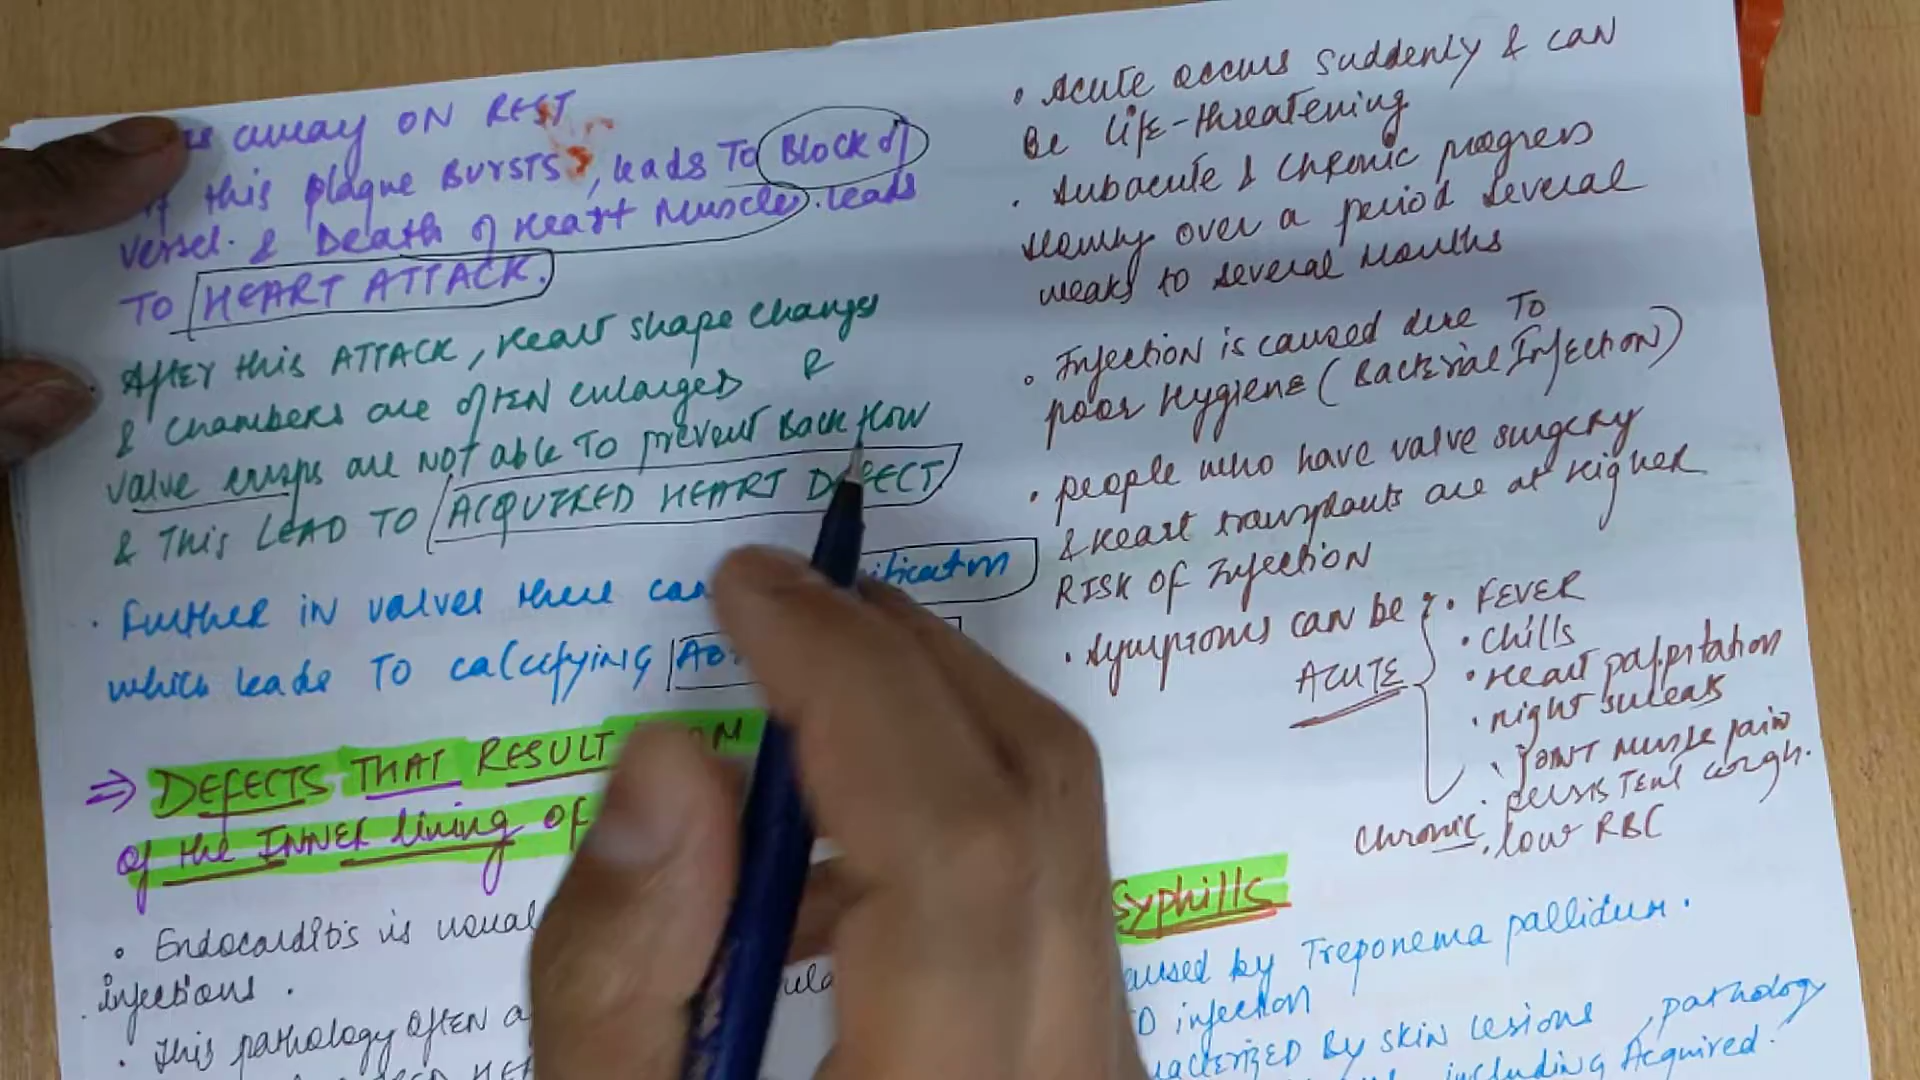 away ON REST
If this plaque BURSTS, leads TO Block of
vessel. & Death of Heart Muscles. leads
TO HEART ATTACK.
After this ATTACK, Heart shape changes
& chambers are often enlarged &
valve cusps are NOT able TO prevent Back flow
& This LEAD TO ACQUIRED HEART DEFECT
. Further in valves there can
which leads TO calcifying
⇒ DEFECTS THAT RESULT
of the INNER lining of
• Endocarditis is usual
infections.
. This pathology often
• Acute occurs suddenly & can
Be life-threatening
. subacute & chronic progress
slowly over a period several
weaks to several months
• Infection is caused due TO
poor Hygiene (Bacterial Infection)
. people who have valve surgery
& Heart transplants are at Higher
RISK OF Infection
. symptoms can be
ACUTE
• FEVER
• chills
• Heart palpitation
. night sweats
. joint muscle pain
persistent cough.
chronic . low RBC
Syphills
by Treponema pallidum.
infection
BY skin lesions, pathology
including Acquired.